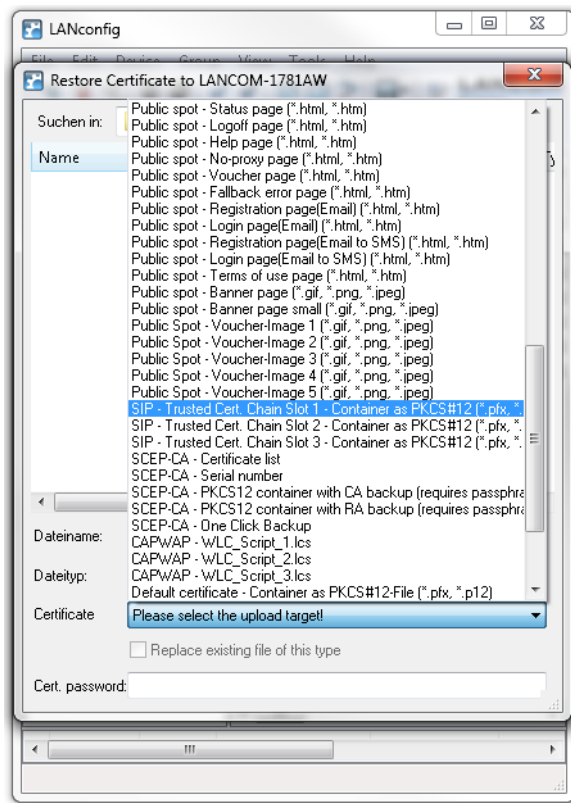 LANconfig
File Edit Device Group View Tools Help
Restore Certificate to LANCOM-1781AW
Suchen in:
Name
Public spot - Status page (*.html, *.htm)
Public spot - Logoff page (*.html, *.htm)
Public spot - Help page (*.html, *.htm)
Public spot - No-proxy page (*.html, *.htm)
Public spot - Voucher page (*.html, *.htm)
Public spot - Fallback error page (*.html, *.htm)
Public spot - Registration page(Email) (*.html, *.htm)
Public spot - Login page(Email) (*.html, *.htm)
Public spot - Registration page(Email to SMS) (*.html, *.htm)
Public spot - Login page(Email to SMS) (*.html, *.htm)
Public spot - Terms of use page (*.html, *.htm)
Public spot - Banner page (*.gif, *.png, *.jpeg)
Public spot - Banner page small (*.gif, *.png, *.jpeg)
Public Spot - Voucher-Image 1 (*.gif, *.png, *.jpeg)
Public Spot - Voucher-Image 2 (*.gif, *.png, *.jpeg)
Public Spot - Voucher-Image 3 (*.gif, *.png, *.jpeg)
Public Spot - Voucher-Image 4 (*.gif, *.png, *.jpeg)
Public Spot - Voucher-Image 5 (*.gif, *.png, *.jpeg)
SIP - Trusted Cert. Chain Slot 1 - Container as PKCS#12 (*.pfx, *.
SIP - Trusted Cert. Chain Slot 2 - Container as PKCS#12 (*.pfx, *.
SIP - Trusted Cert. Chain Slot 3 - Container as PKCS#12 (*.pfx, *.
SCEP-CA - Certificate list
SCEP-CA - Serial number
SCEP-CA - PKCS12 container with CA backup (requires passphra
SCEP-CA - PKCS12 container with RA backup (requires passphra
SCEP-CA - One Click Backup
CAPWAP - WLC_Script_1.lcs
CAPWAP - WLC_Script_2.lcs
CAPWAP - WLC_Script_3.lcs
Default certificate - Container as PKCS#12-File (*.pfx, *.p12)
Dateiname:
Dateityp:
Certificate Please select the upload target!
Replace existing file of this type
Cert. password: